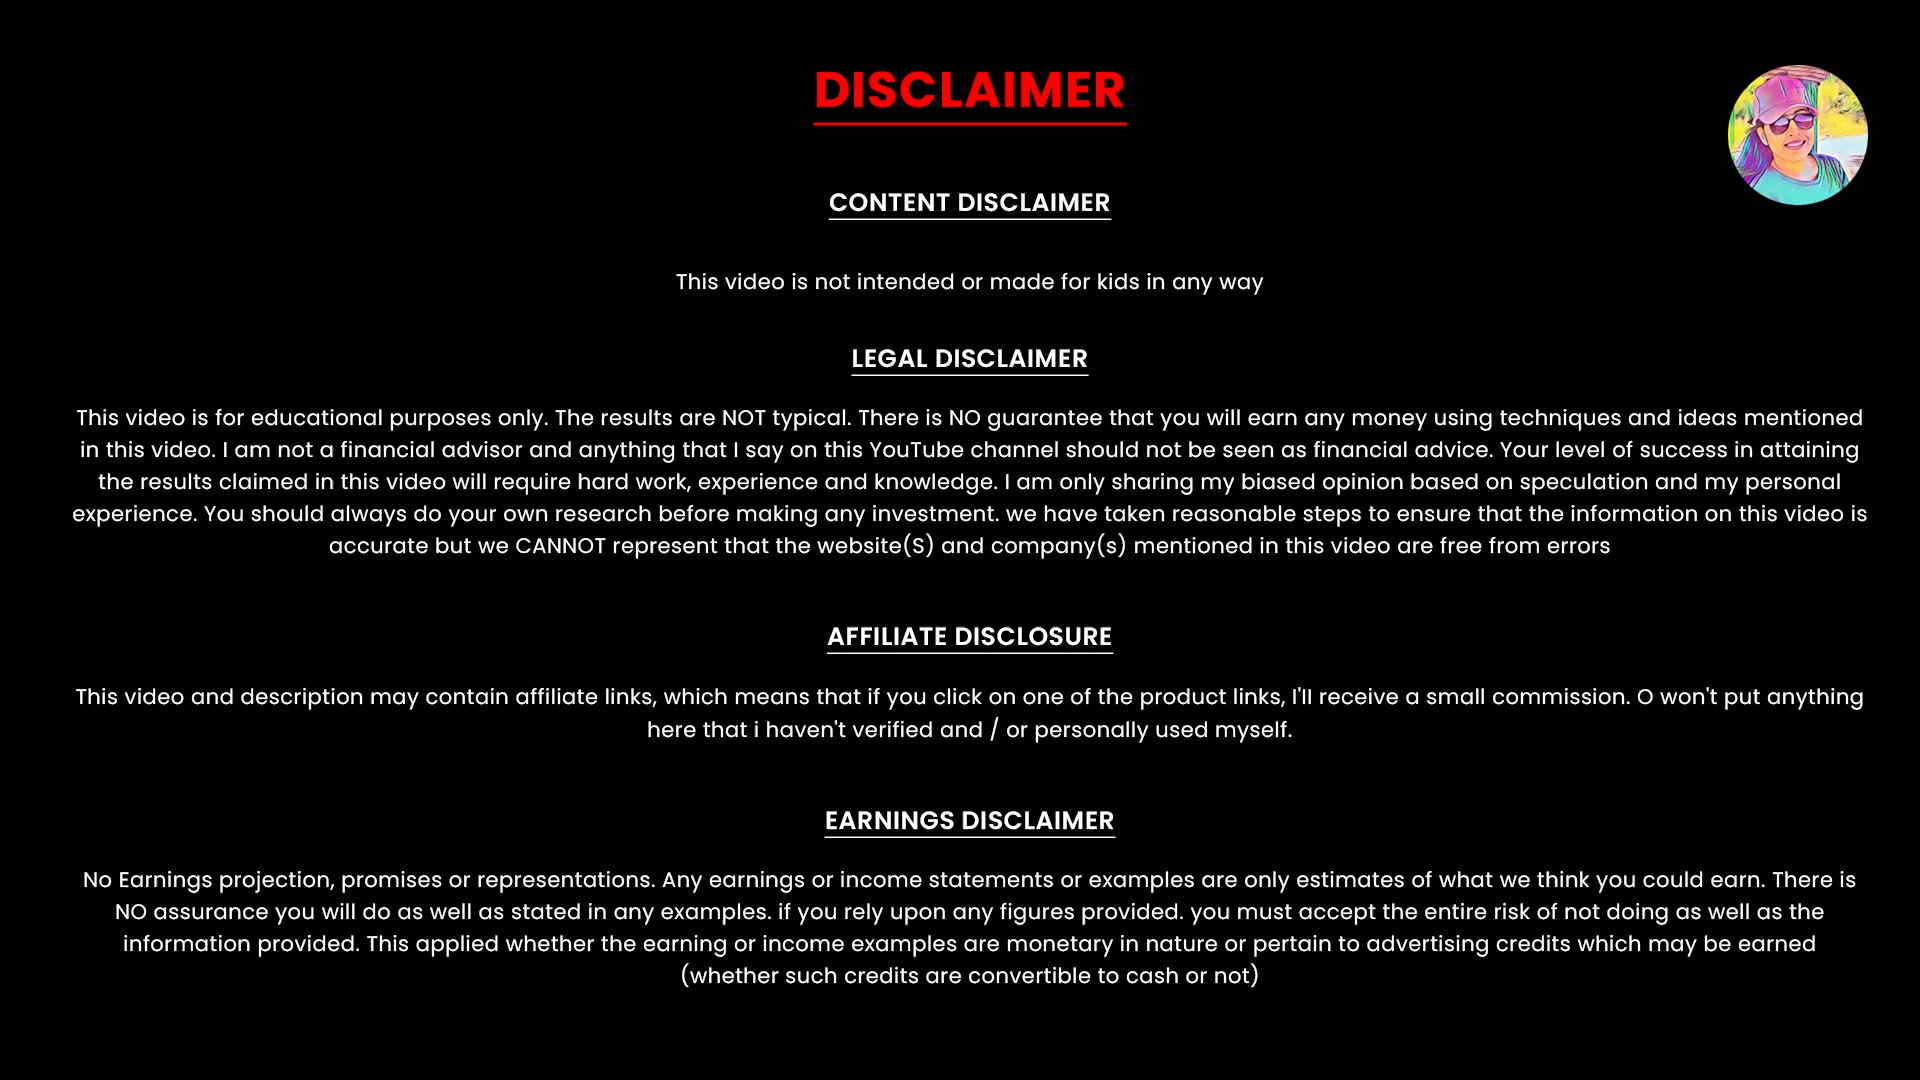 DISCLAIMER
CONTENT DISCLAIMER
This video is not intended or made for kids in any way
LEGAL DISCLAIMER
This video is for educational purposes only. The results are NOT typical. There is NO guarantee that you will earn any money using techniques and ideas mentioned
in this video. I am not a financial advisor and anything that I say on this YouTube channel should not be seen as financial advice. Your level of success in attaining
the results claimed in this video will require hard work, experience and knowledge. I am only sharing my biased opinion based on speculation and my personal
experience. You should always do your own research before making any investment. we have taken reasonable steps to ensure that the information on this video is
accurate but we CANNOT represent that the website(S) and company(s) mentioned in this video are free from errors
AFFILIATE DISCLOSURE
This video and description may contain affiliate links, which means that if you click on one of the product links, I'll receive a small commission. O won't put anything
here that i haven't verified and / or personally used myself.
EARNINGS DISCLAIMER
No Earnings projection, promises or representations. Any earnings or income statements or examples are only estimates of what we think you could earn. There is
NO assurance you will do as well as stated in any examples. if you rely upon any figures provided. you must accept the entire risk of not doing as well as the
information provided. This applied whether the earning or income examples are monetary in nature or pertain to advertising credits which may be earned
(whether such credits are convertible to cash or not)